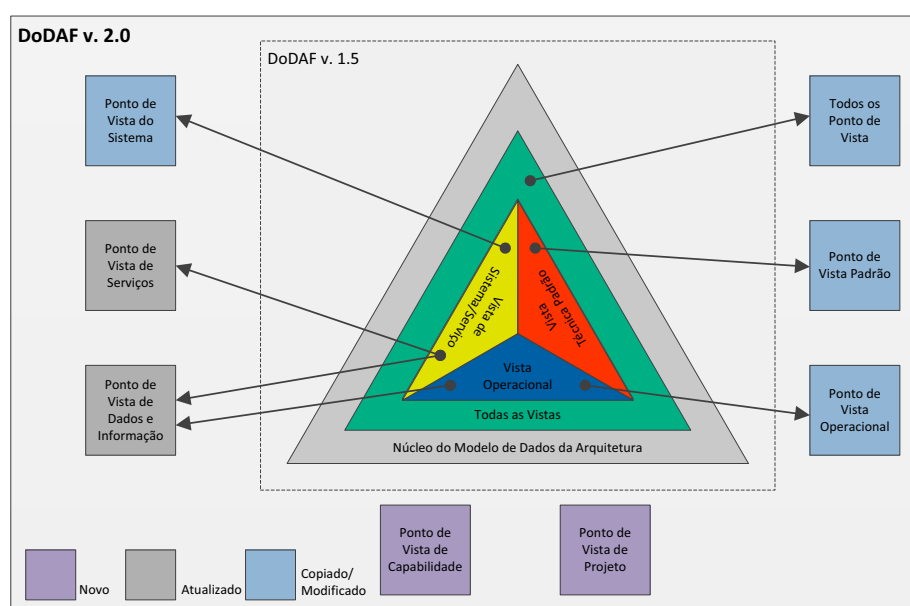 DoDAF v. 2.0
DoDAF v. 1.5
Ponto de
Vista do
Sistema
Todos os
Ponto de
Vista
Ponto de
Vista de
Serviços
Ponto de
Vista Padrão
Vista de
Sistema/Serviço
Vista
Técnica Padrão
Vista
Operacional
Ponto de
Vista de
Dados e
Informação
Ponto de
Vista
Operacional
Todas as Vistas
Núcleo do Modelo de Dados da Arquitetura
Ponto de
Vista de
Capabilidade
Ponto de
Vista de
Projeto
Novo
Atualizado
Copiado/
Modificado